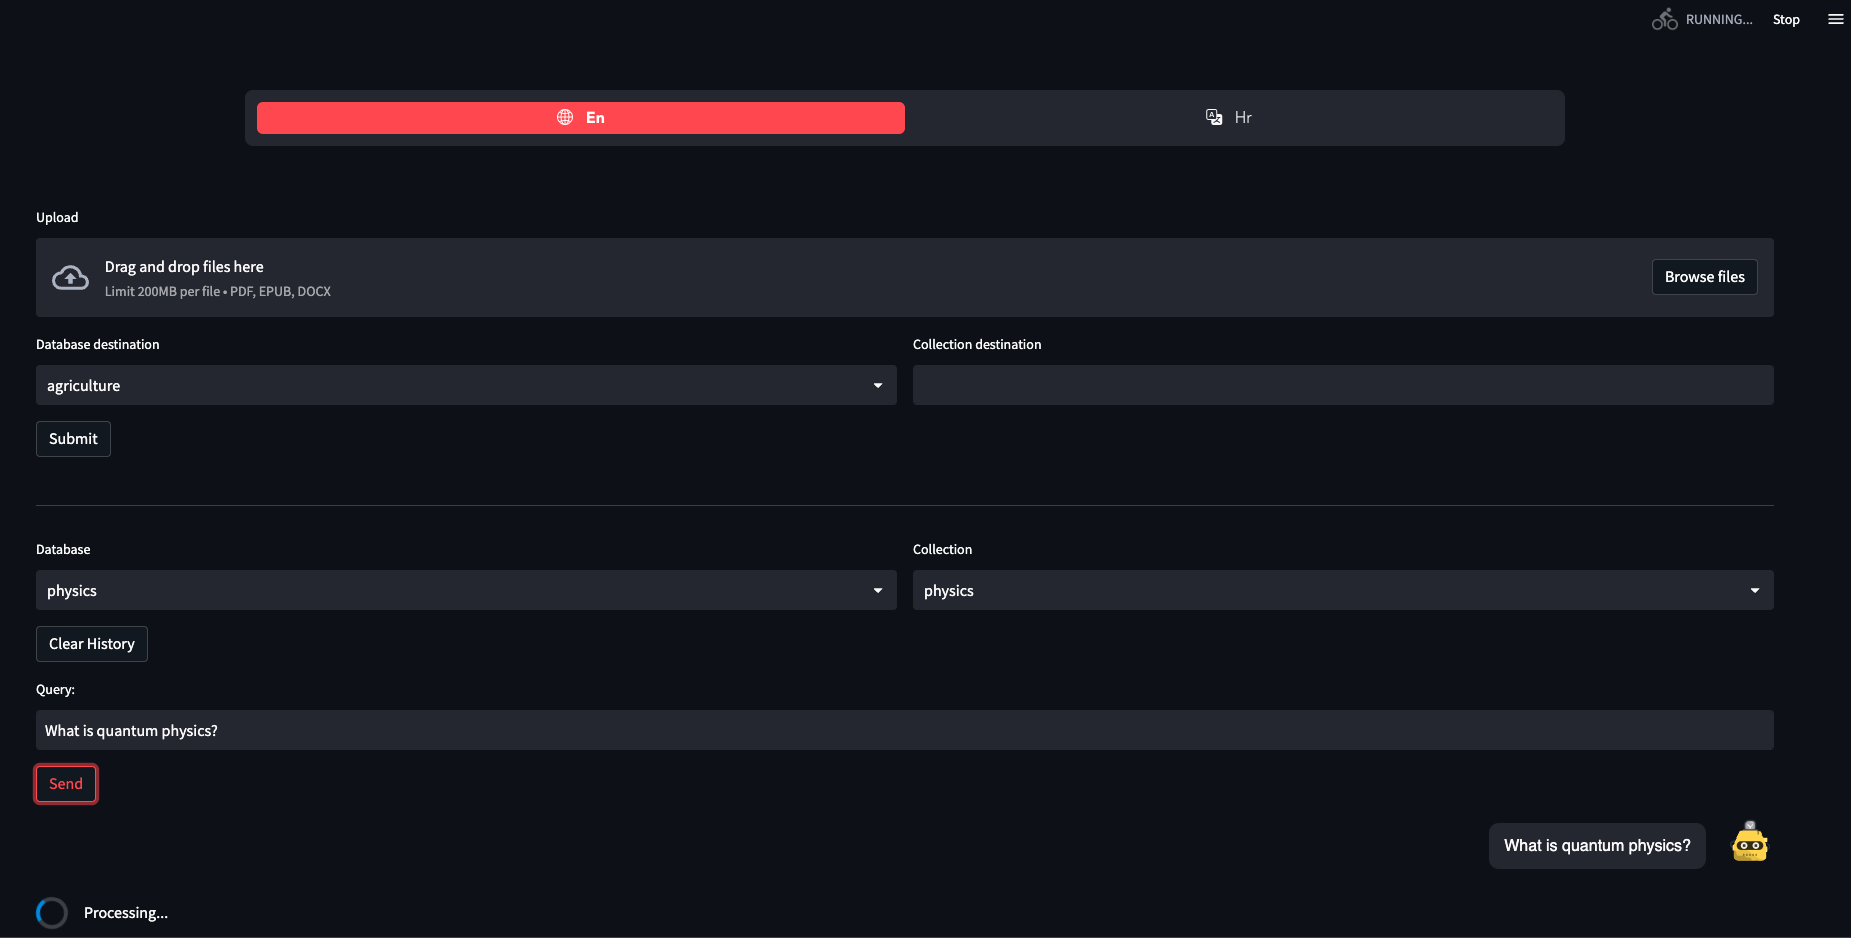 RUNNING... Stop
En Hr
Upload
Drag and drop files here
Limit 200MB per file • PDF, EPUB, DOCX
Browse files
Database destination Collection destination
agriculture
Submit
Database Collection
physics physics
Clear History
Query:
What is quantum physics?
Send
What is quantum physics?
Processing...